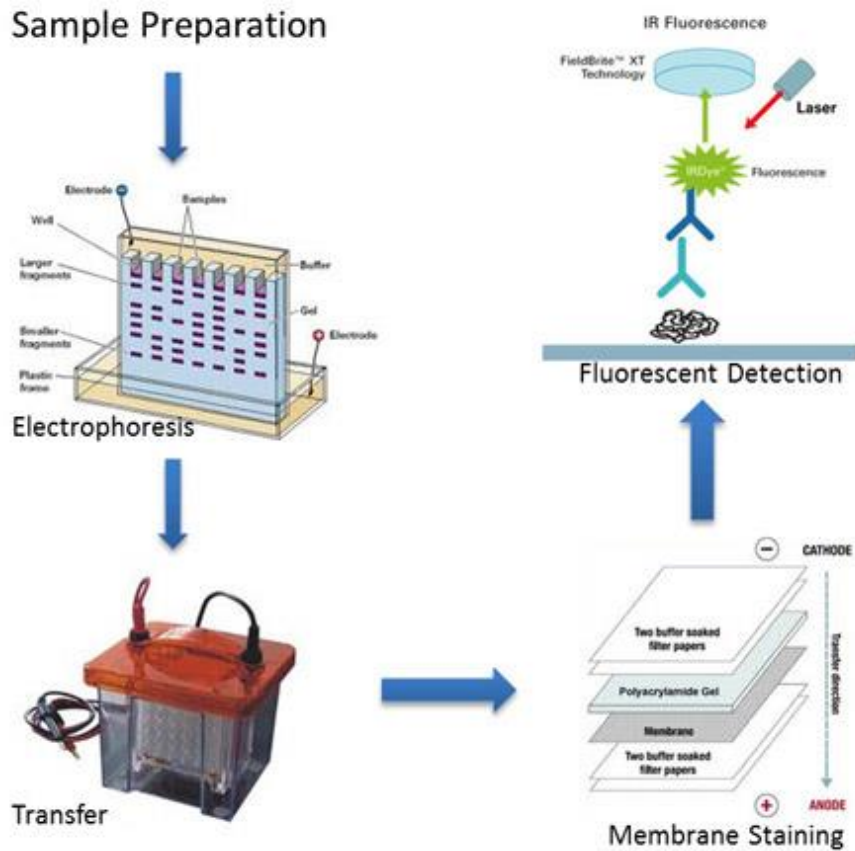 Sample Preparation
Electrode
−
Samples
Well
Buffer
Larger
fragments
Gel
+
Electrode
Smaller
fragments
Plastic
frame
Electrophoresis
Transfer
− CATHODE
Two buffer soaked
filter papers
Polyacrylamide Gel
Membrane
Two buffer soaked
filter papers
Transfer direction
+ ANODE
Membrane Staining
IR Fluorescence
FieldBrite™ XT
Technology
Laser
IRDye®
Fluorescence
Fluorescent Detection